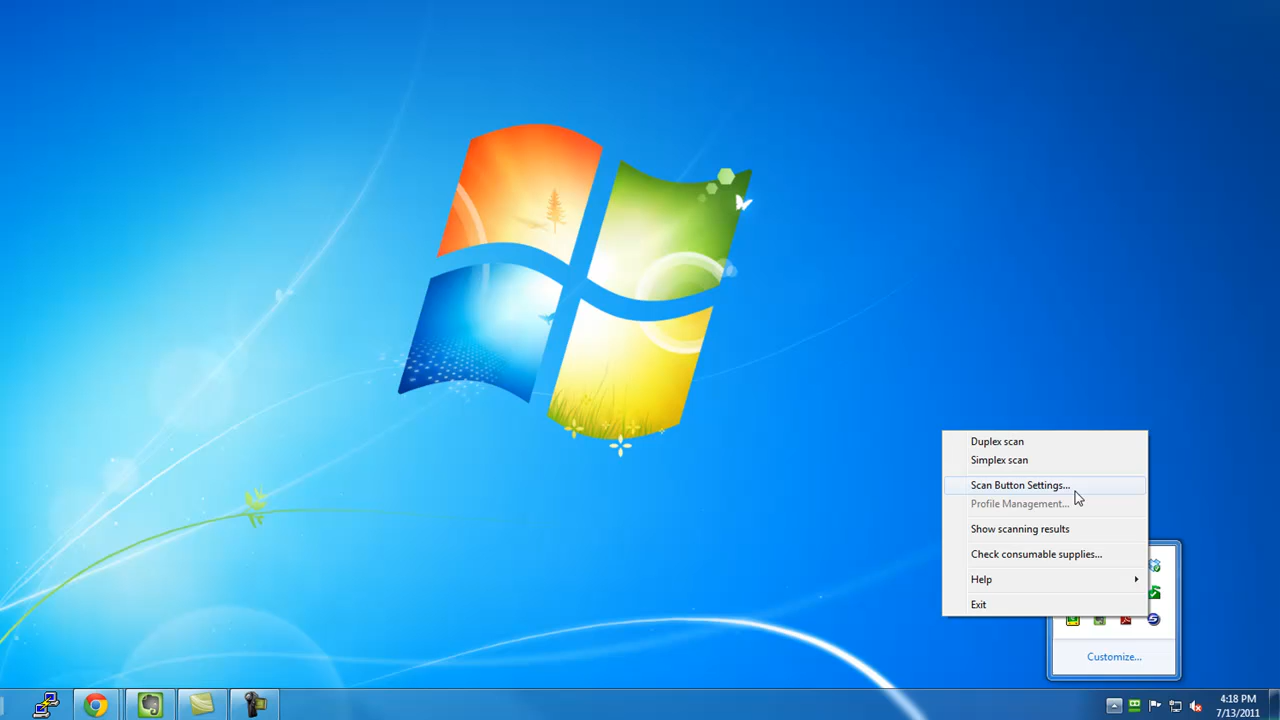 Duplex scan
Simplex scan
Scan Button Settings...
Profile Management...
Show scanning results
Check consumable supplies...
Help
Exit
Customize...
4:18 PM
7/13/2011